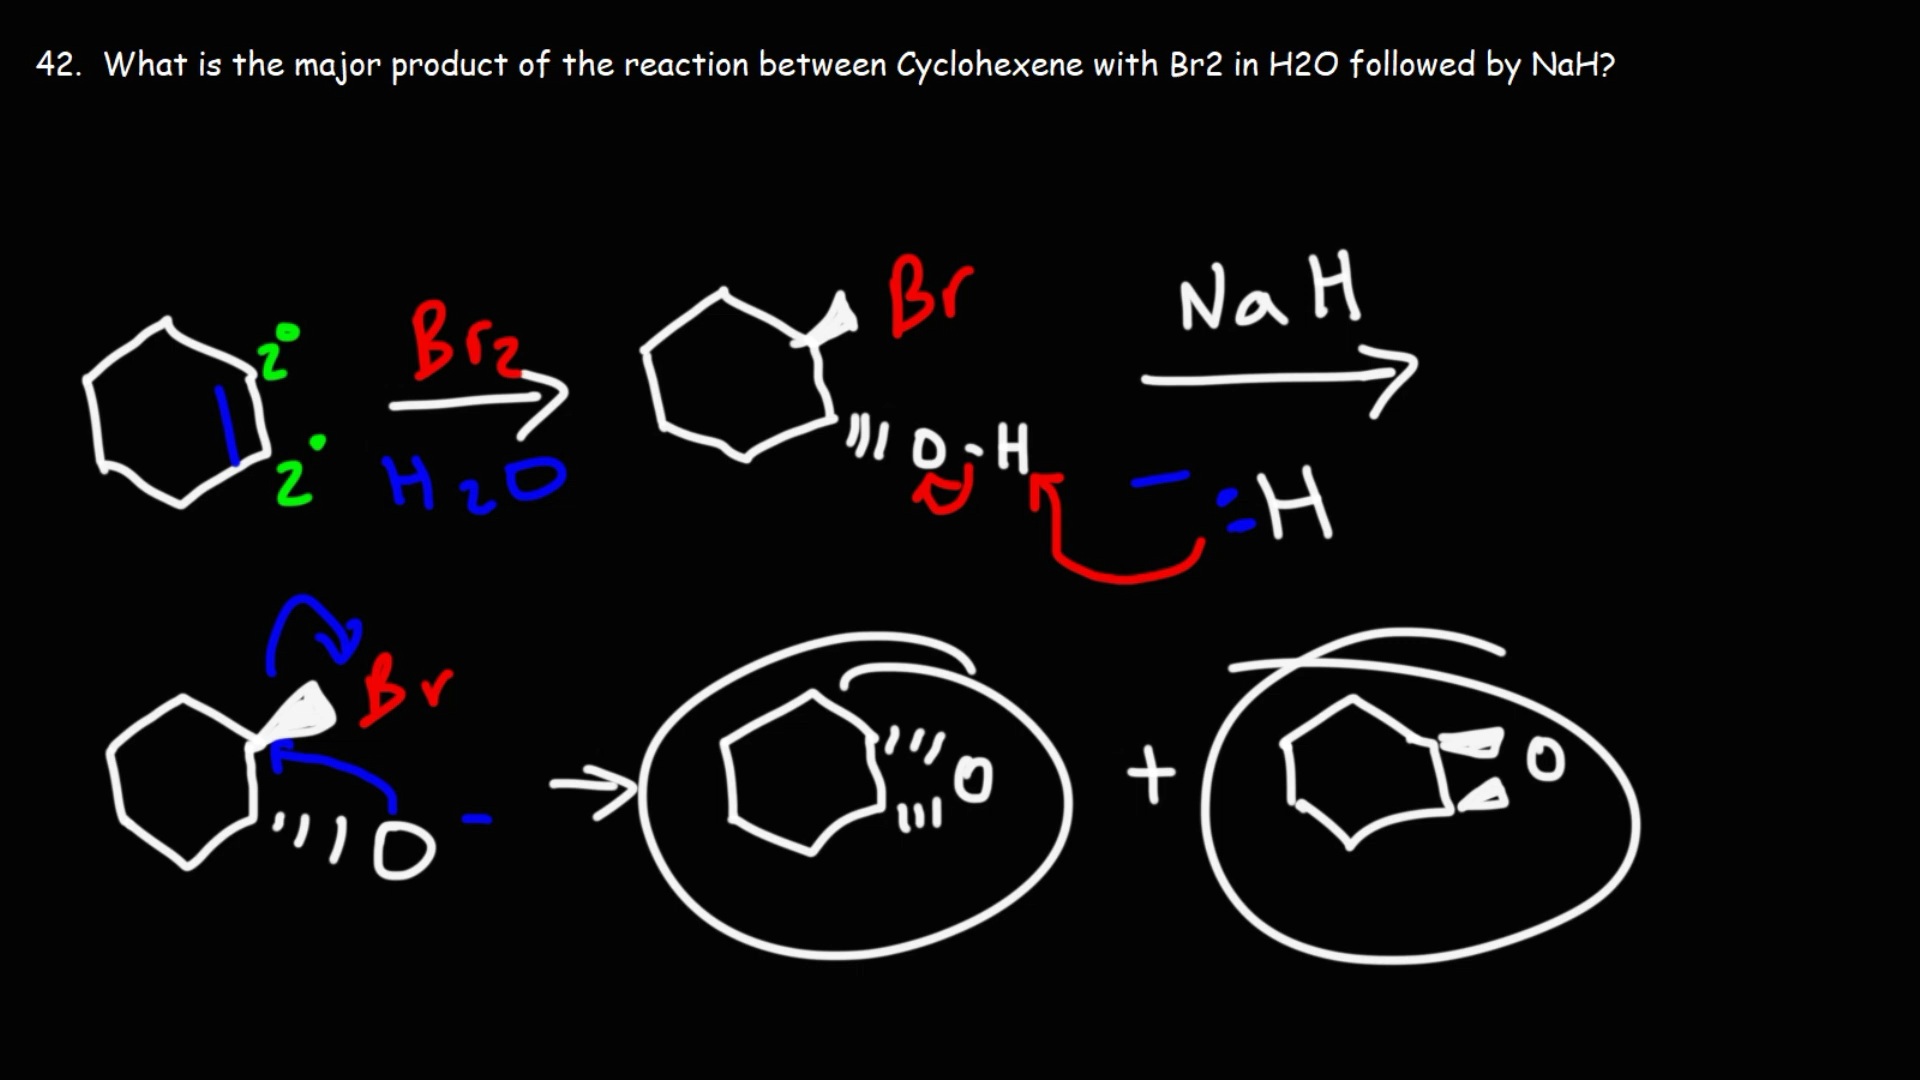 42. What is the major product of the reaction between Cyclohexene with Br2 in H2O followed by NaH?
2° Br2 Br NaH
2° H2O O-H - :H
Br
O - O + O